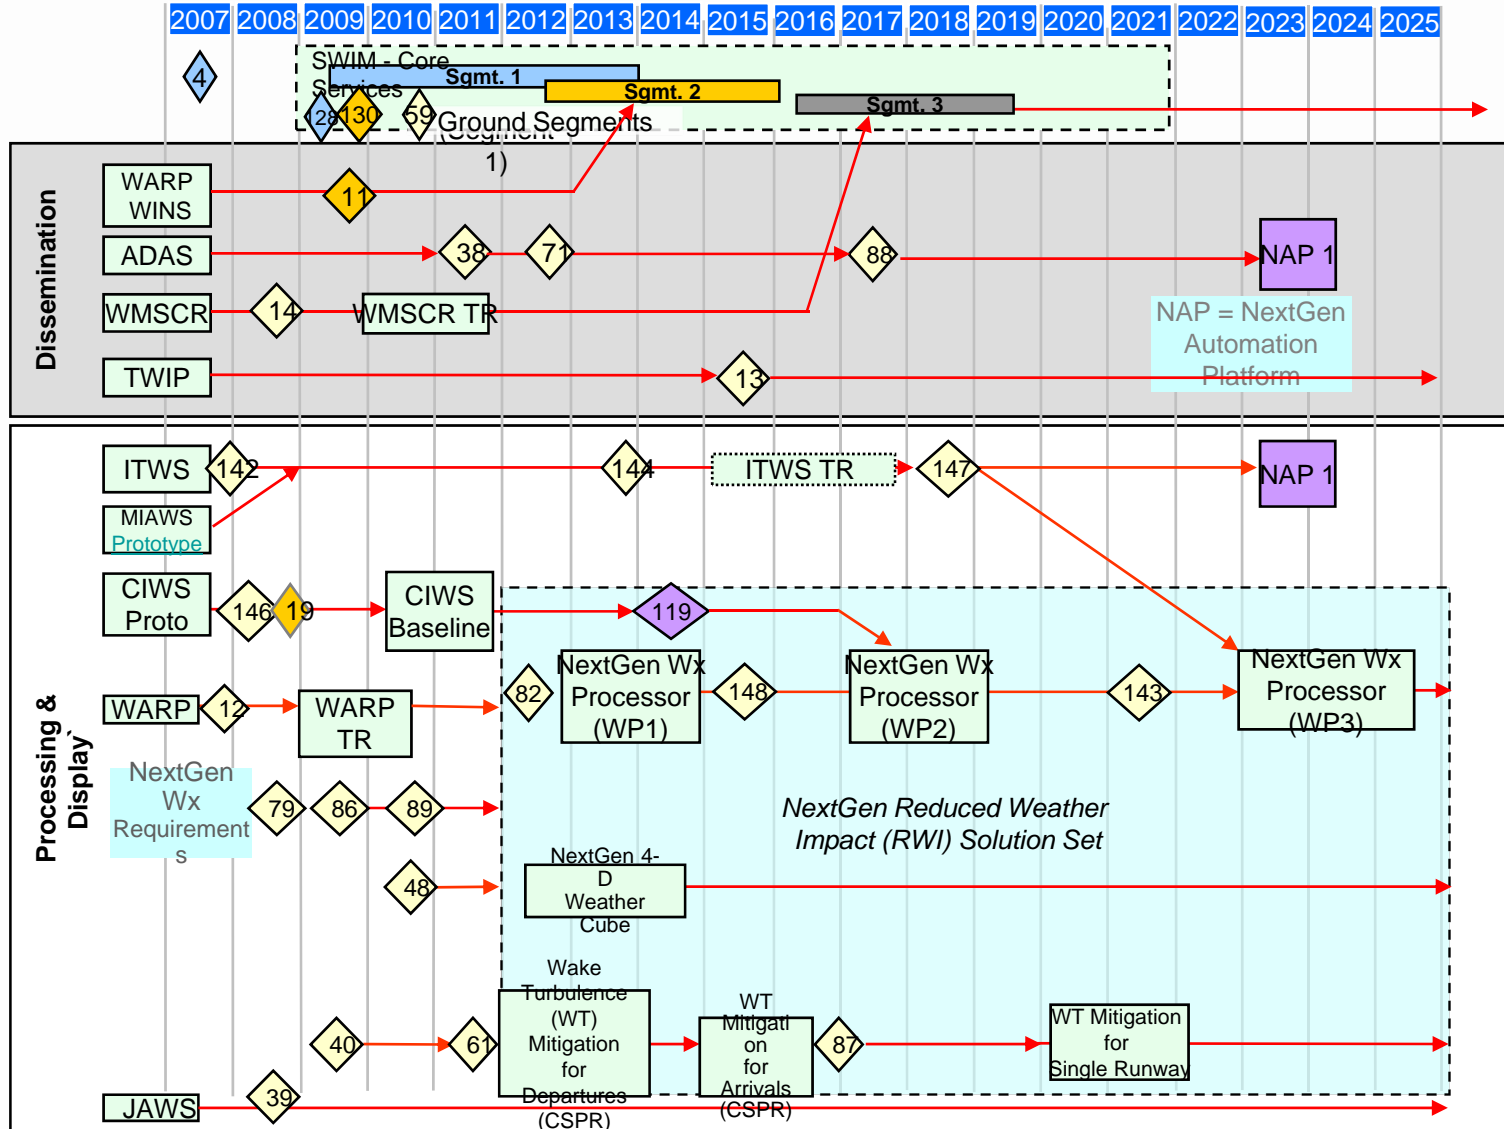 2007 2008 2009 2010 2011 2012 2013 2014 2015 2016 2017 2018 2019 2020 2021 2022 2023 2024 2025
SWIM - Core
Services
(Segment
1)
4
Sgmt. 1
Sgmt. 2
Sgmt. 3
128
130
59
Ground Segments
Dissemination
WARP
WINS
11
ADAS
38
71
88
NAP 1
WMSCR
14
WMSCR TR
NAP = NextGen
Automation
Platform
TWIP
13
Processing &
Display`
ITWS
142
144
ITWS TR
147
NAP 1
MIAWS
Prototype
CIWS
Proto
146
19
CIWS
Baseline
119
WARP
12
WARP
TR
82
NextGen Wx
Processor
(WP1)
148
NextGen Wx
Processor
(WP2)
143
NextGen Wx
Processor
(WP3)
NextGen
Wx
Requirement
s
79
86
89
NextGen Reduced Weather
Impact (RWI) Solution Set
48
NextGen 4-
D
Weather
Cube
40
61
Wake
Turbulence
(WT)
Mitigation
for
Departures
(CSPR)
WT
Mitigati
on
for
Arrivals
(CSPR)
87
WT Mitigation
for
Single Runway
39
JAWS